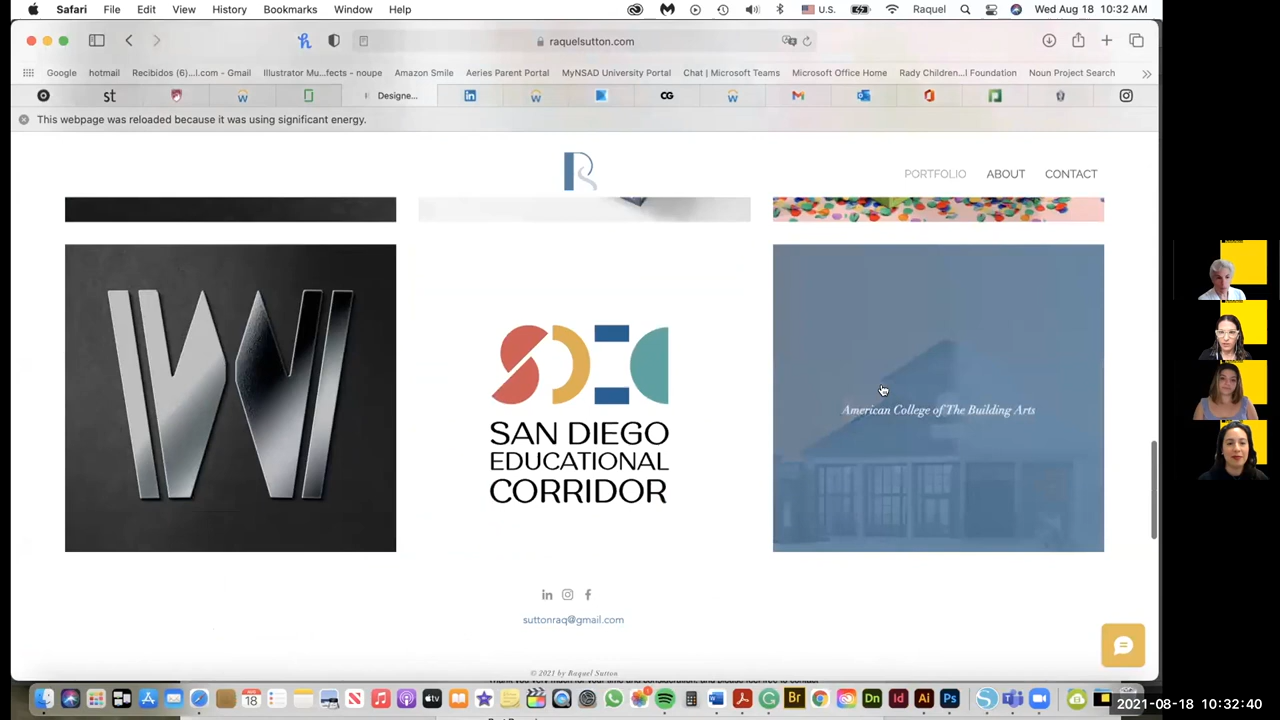 Safari File Edit View History Bookmarks Window Help U.S. Raquel Wed Aug 18 10:32 AM
raquelsutton.com
Google hotmail Recibidos (6)...l.com - Gmail Illustrator Mu...fects - noupe Amazon Smile Aeries Parent Portal MyNSAD University Portal Chat | Microsoft Teams Microsoft Office Home Rady Children...l Foundation Noun Project Search
st Designe... CG
This webpage was reloaded because it was using significant energy.
PORTFOLIO ABOUT CONTACT
American College of The Building Arts
SAN DIEGO
EDUCATIONAL
CORRIDOR
suttonraq@gmail.com
© 2021 by Raquel Sutton
2021-08-18 10:32:40